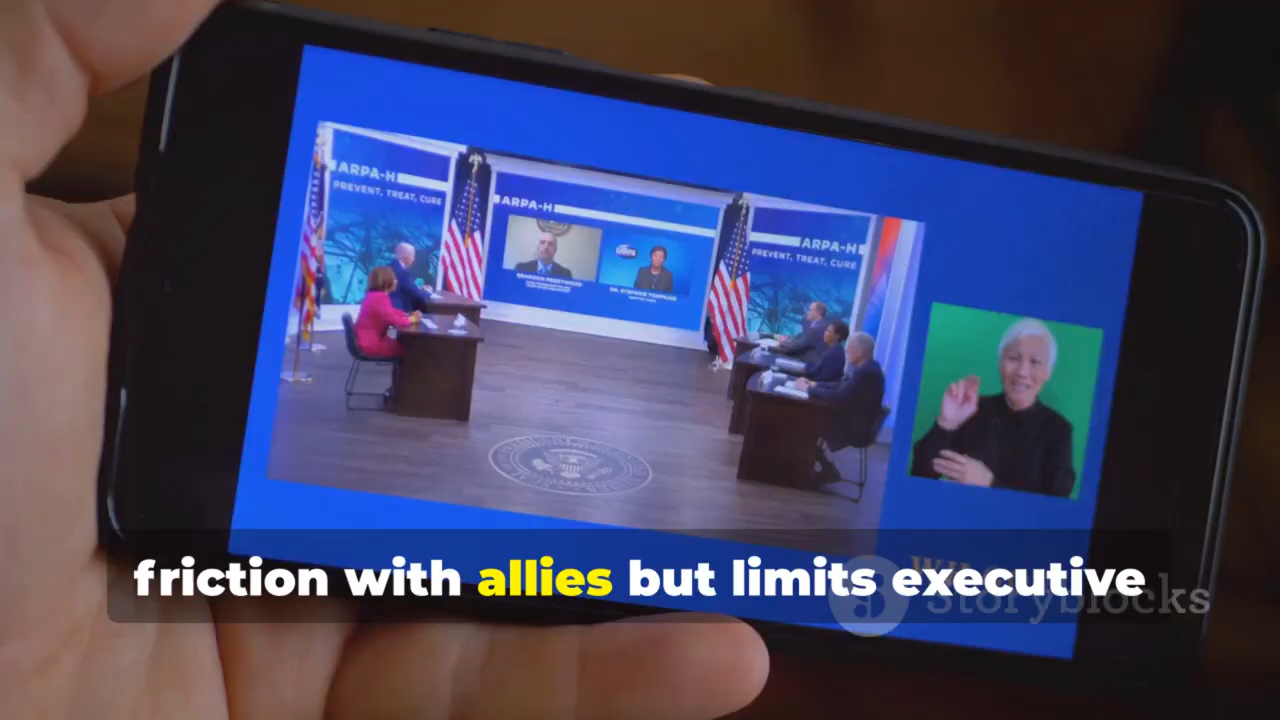 ARPA-H
PREVENT, TREAT, CURE
ARPA-H
ARPA-H
PREVENT, TREAT, CURE
friction with allies but limits executive
Storyblocks